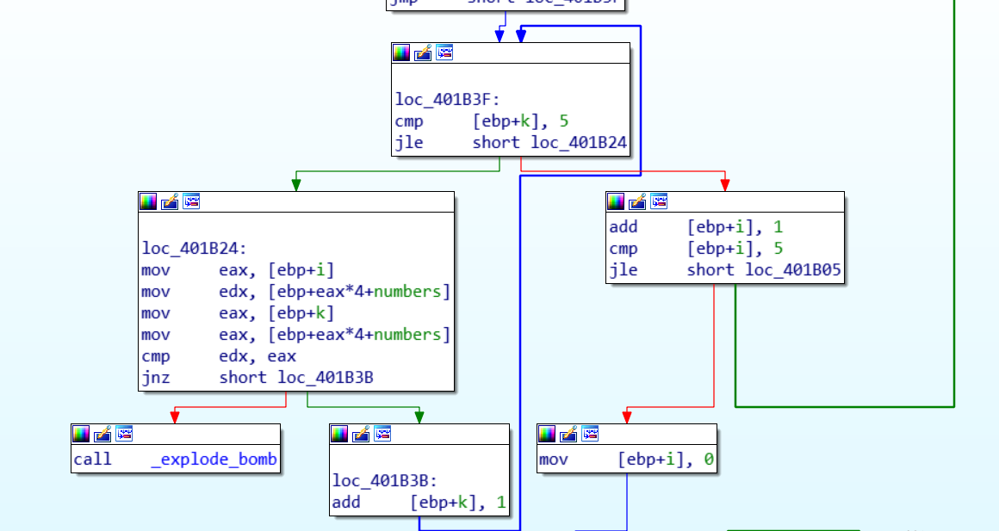 jmp short loc_401B3F
loc_401B3F:
cmp [ebp+k], 5
jle short loc_401B24
loc_401B24:
mov eax, [ebp+i]
mov edx, [ebp+eax*4+numbers]
mov eax, [ebp+k]
mov eax, [ebp+eax*4+numbers]
cmp edx, eax
jnz short loc_401B3B
add [ebp+i], 1
cmp [ebp+i], 5
jle short loc_401B05
call _explode_bomb
loc_401B3B:
add [ebp+k], 1
mov [ebp+i], 0